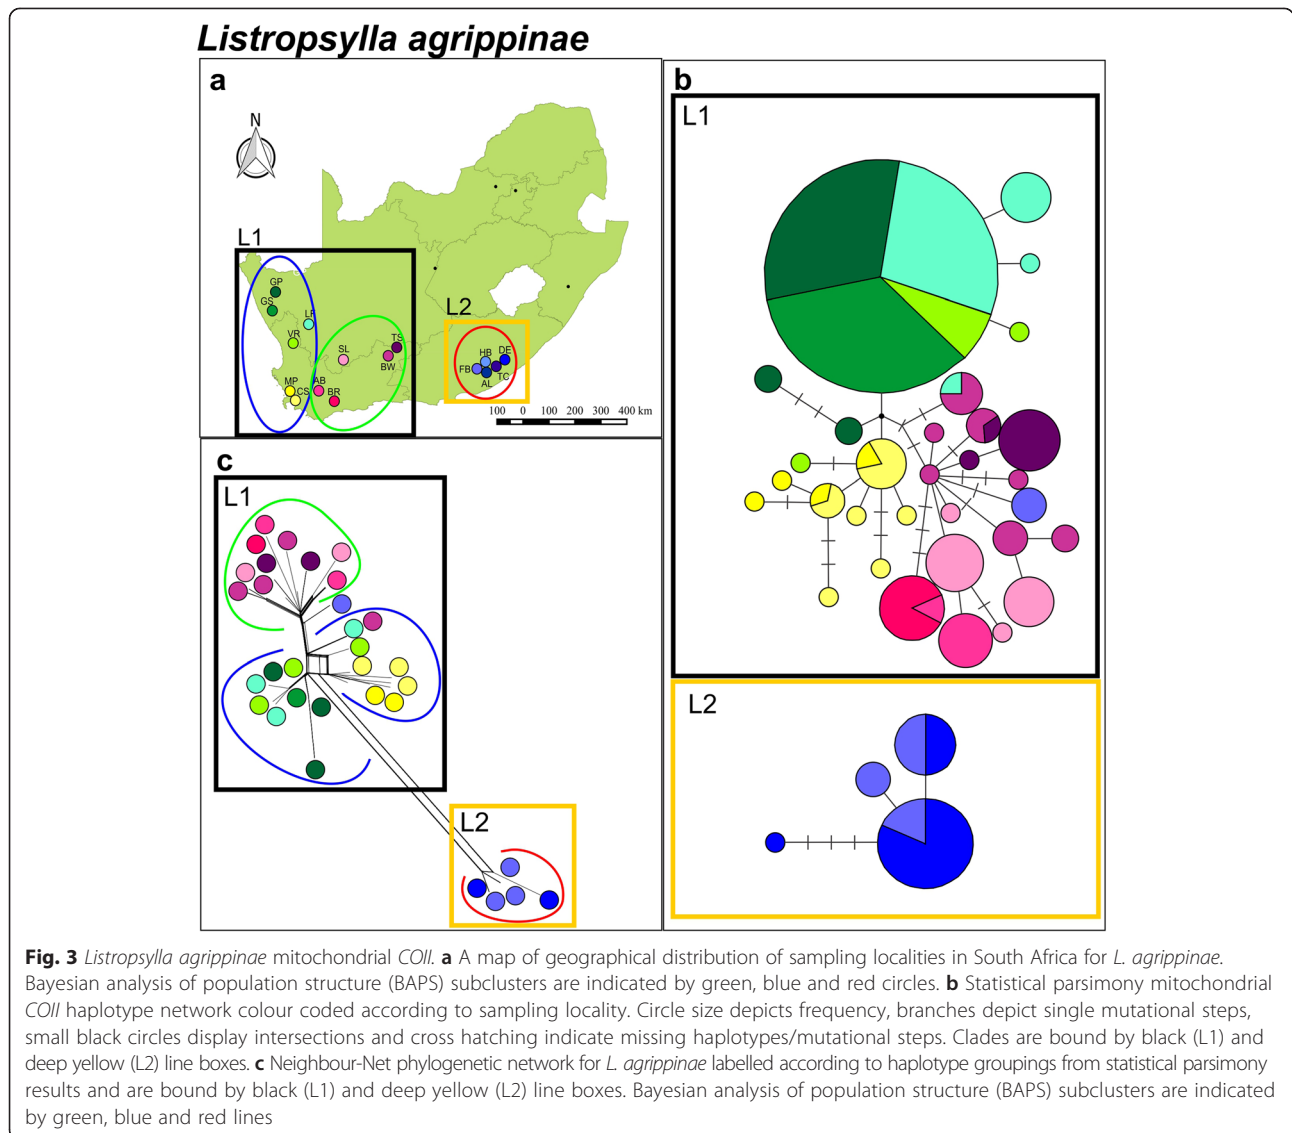 Listropsylla agrippinae
a
N
L1
GP
GS
LF
VR
SL
TS
BW
MP
CS
AB
BR
L2
HB
DE
FB
TC
AL
100 0 100 200 300 400 km
b
L1
L2
c
L1
L2
Fig. 3 Listropsylla agrippinae mitochondrial COII. a A map of geographical distribution of sampling localities in South Africa for L. agrippinae.
Bayesian analysis of population structure (BAPS) subclusters are indicated by green, blue and red circles. b Statistical parsimony mitochondrial
COII haplotype network colour coded according to sampling locality. Circle size depicts frequency, branches depict single mutational steps,
small black circles display intersections and cross hatching indicate missing haplotypes/mutational steps. Clades are bound by black (L1) and
deep yellow (L2) line boxes. c Neighbour-Net phylogenetic network for L. agrippinae labelled according to haplotype groupings from statistical parsimony
results and are bound by black (L1) and deep yellow (L2) line boxes. Bayesian analysis of population structure (BAPS) subclusters are indicated
by green, blue and red lines